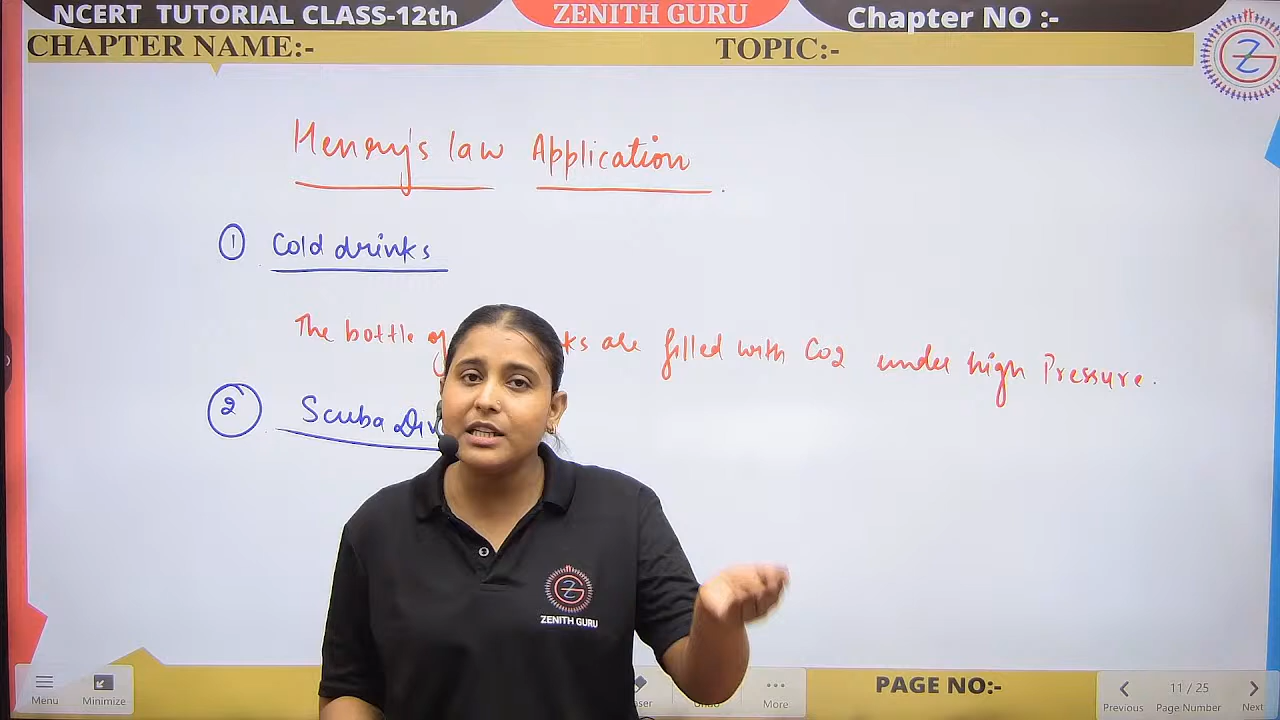 NCERT TUTORIAL CLASS-12th
ZENITH GURU
Chapter NO :-
CHAPTER NAME:-
TOPIC:-
Henry's law Application
1 Cold drinks
The bottle of ks are filled with CO2 under high Pressure.
2 Scuba Div
ZENITH GURU
PAGE NO:-
Menu
Minimize
More
Previous
11 / 25
Page Number
Next